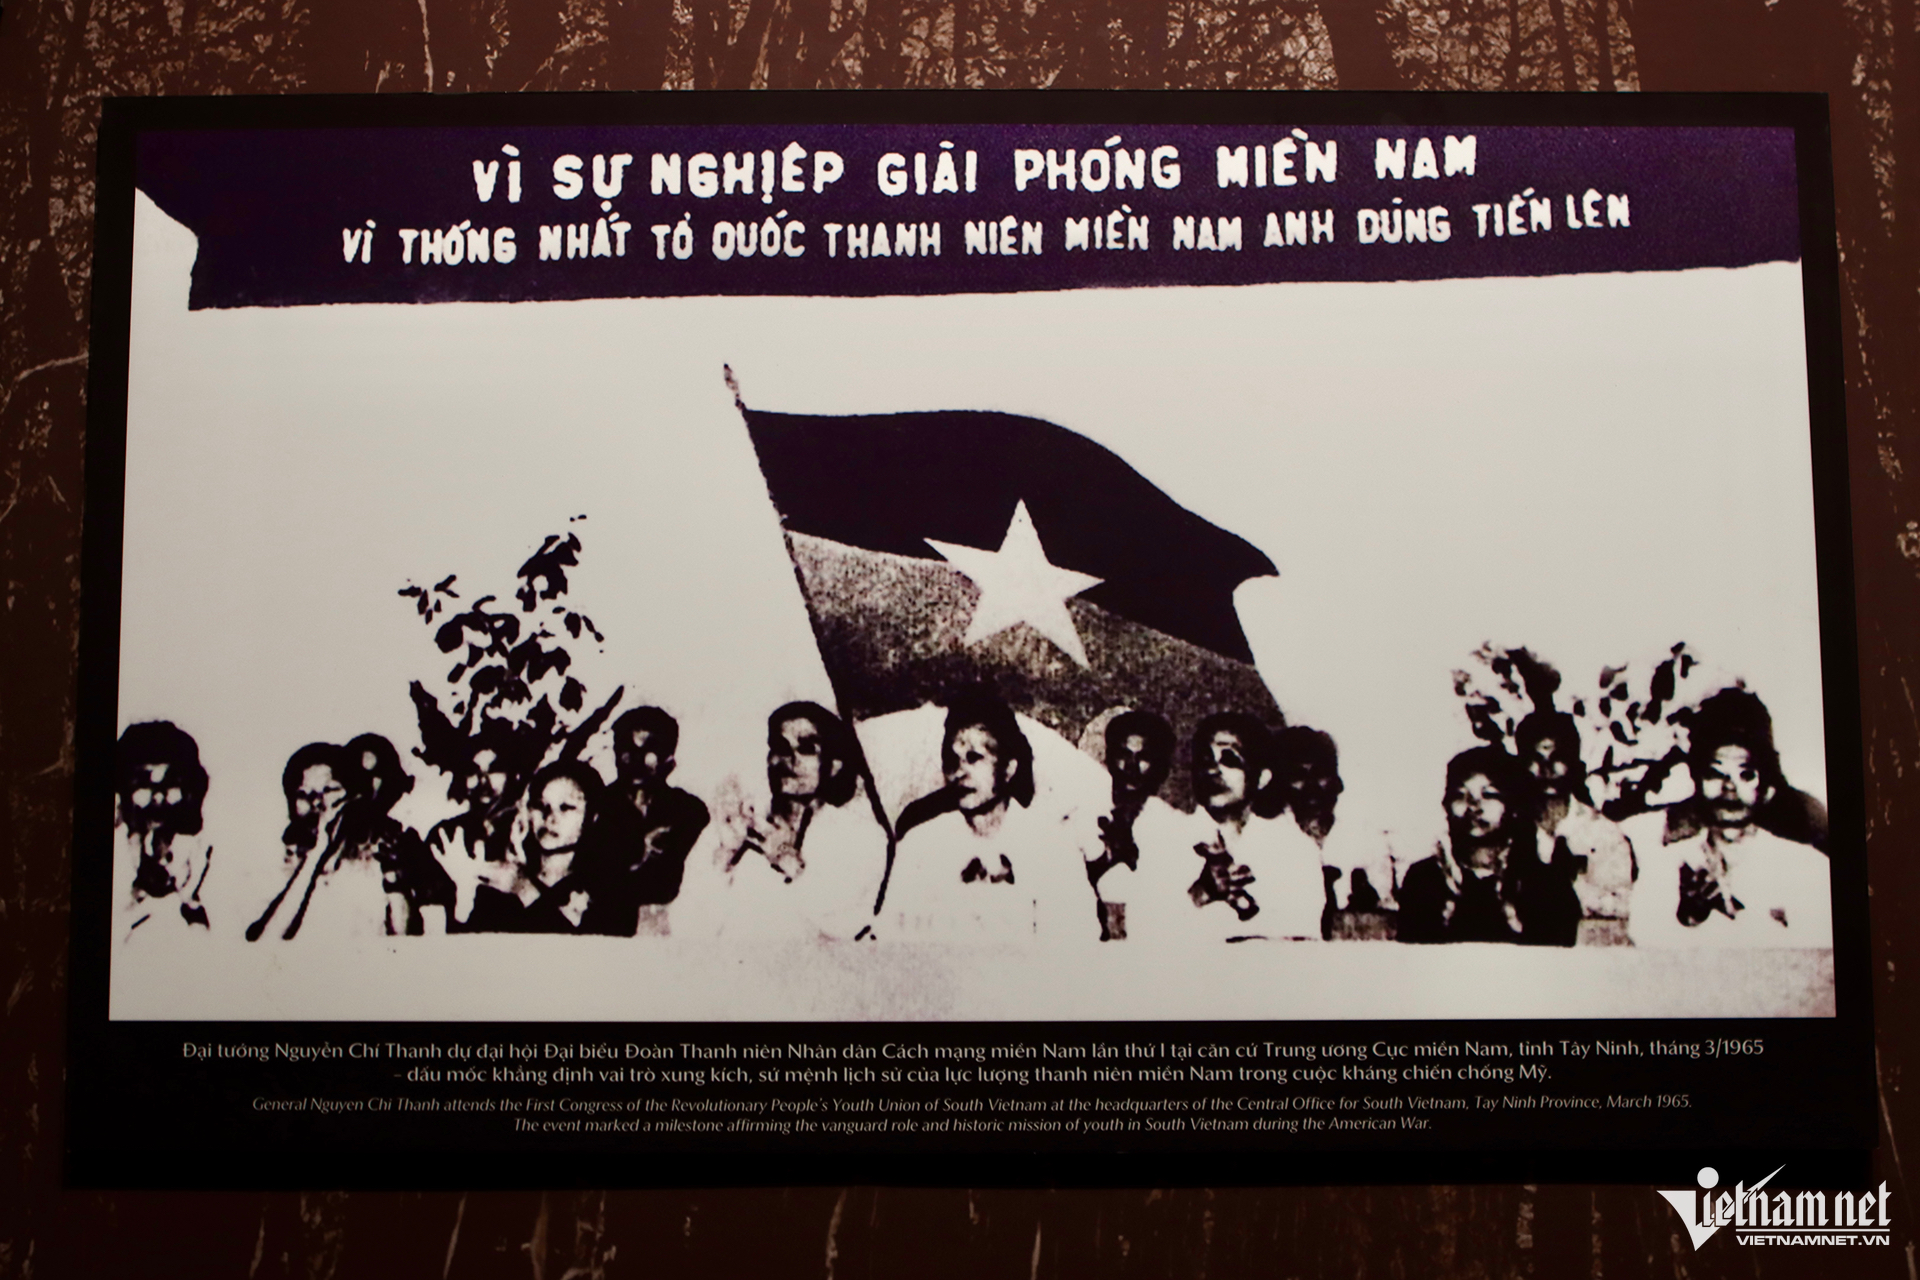 VÌ SỰ NGHIỆP GIẢI PHÓNG MIỀN NAM
VÌ THỐNG NHẤT TỔ QUỐC THANH NIÊN MIỀN NAM ANH DŨNG TIẾN LÊN
Đại tướng Nguyễn Chí Thanh dự đại hội Đại biểu Đoàn Thanh niên Nhân dân Cách mạng miền Nam lần thứ I tại căn cứ Trung ương Cục miền Nam, tỉnh Tây Ninh, tháng 3/1965
- dấu mốc khẳng định vai trò xung kích, sứ mệnh lịch sử của lực lượng thanh niên miền Nam trong cuộc kháng chiến chống Mỹ.
General Nguyen Chi Thanh attends the First Congress of the Revolutionary People's Youth Union of South Vietnam at the headquarters of the Central Office for South Vietnam, Tay Ninh Province, March 1965.
The event marked a milestone affirming the vanguard role and historic mission of youth in South Vietnam during the American War.
Vietnamnet
VIETNAMNET.VN